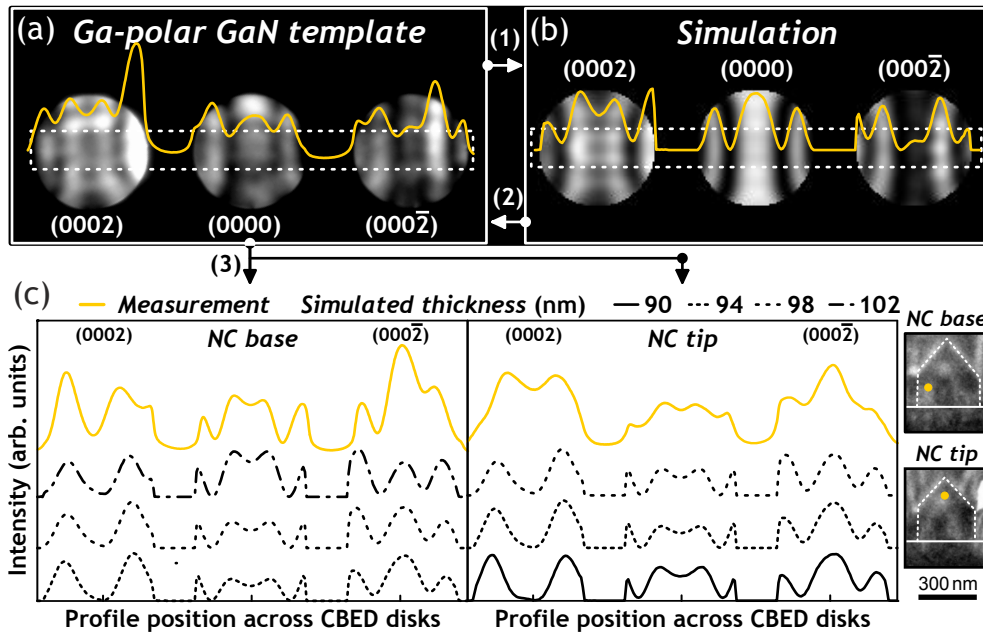 (a) Ga-polar GaN template
(0002) (0000) (0002̅)
(1)
(2)
(3)
(b) Simulation
(0002) (0000) (0002̅)
(c) Measurement Simulated thickness (nm) 90 94 98 102
Intensity (arb. units)
(0002) NC base (0002̅)
(0002) NC tip (0002̅)
Profile position across CBED disks
Profile position across CBED disks
NC base
NC tip
300 nm